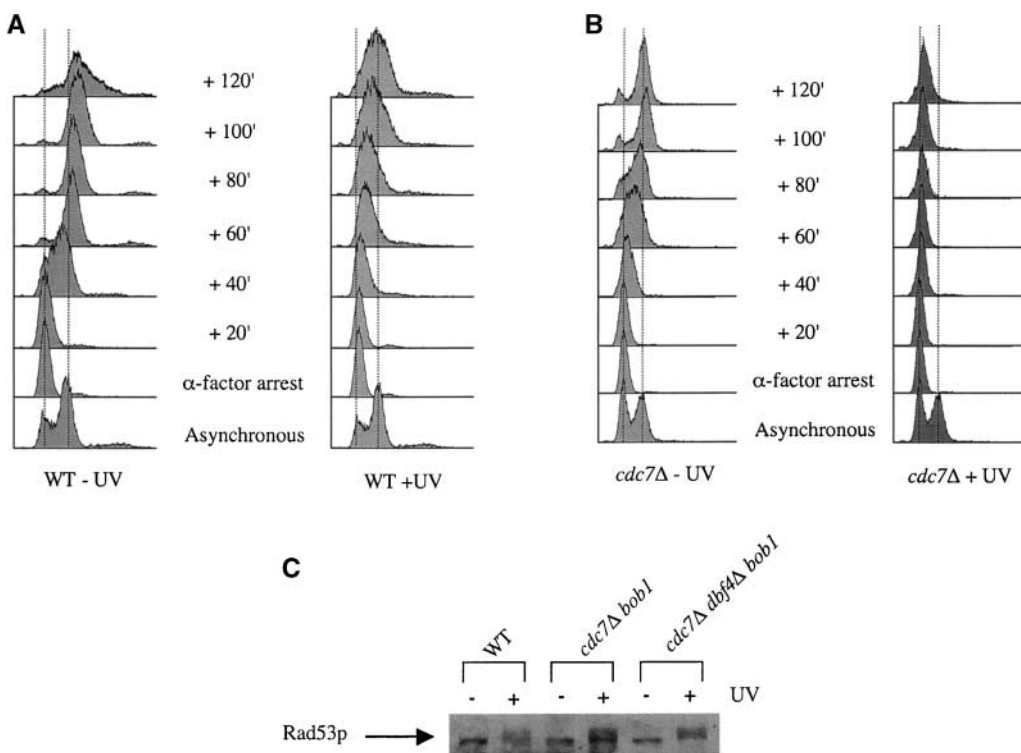 A
B
+ 120'
+ 100'
+ 80'
+ 60'
+ 40'
+ 20'
α-factor arrest
Asynchronous
WT - UV
WT +UV
+ 120'
+ 100'
+ 80'
+ 60'
+ 40'
+ 20'
α-factor arrest
Asynchronous
cdc7Δ - UV
cdc7Δ + UV
C
WT
cdc7Δ bob1
cdc7Δ dbf4Δ bob1
- + - + - + UV
Rad53p